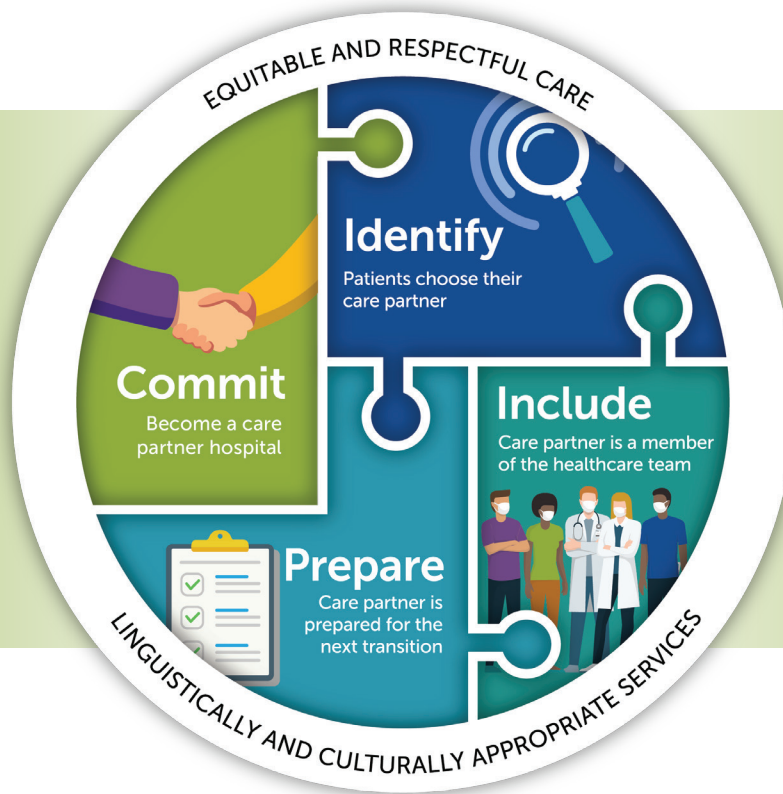 EQUITABLE AND RESPECTFUL CARE
Identify
Patients choose their
care partner
Commit
Become a care
partner hospital
Include
Care partner is a member
of the healthcare team
Prepare
Care partner is
prepared for the
next transition
LINGUISTICALLY AND CULTURALLY APPROPRIATE SERVICES